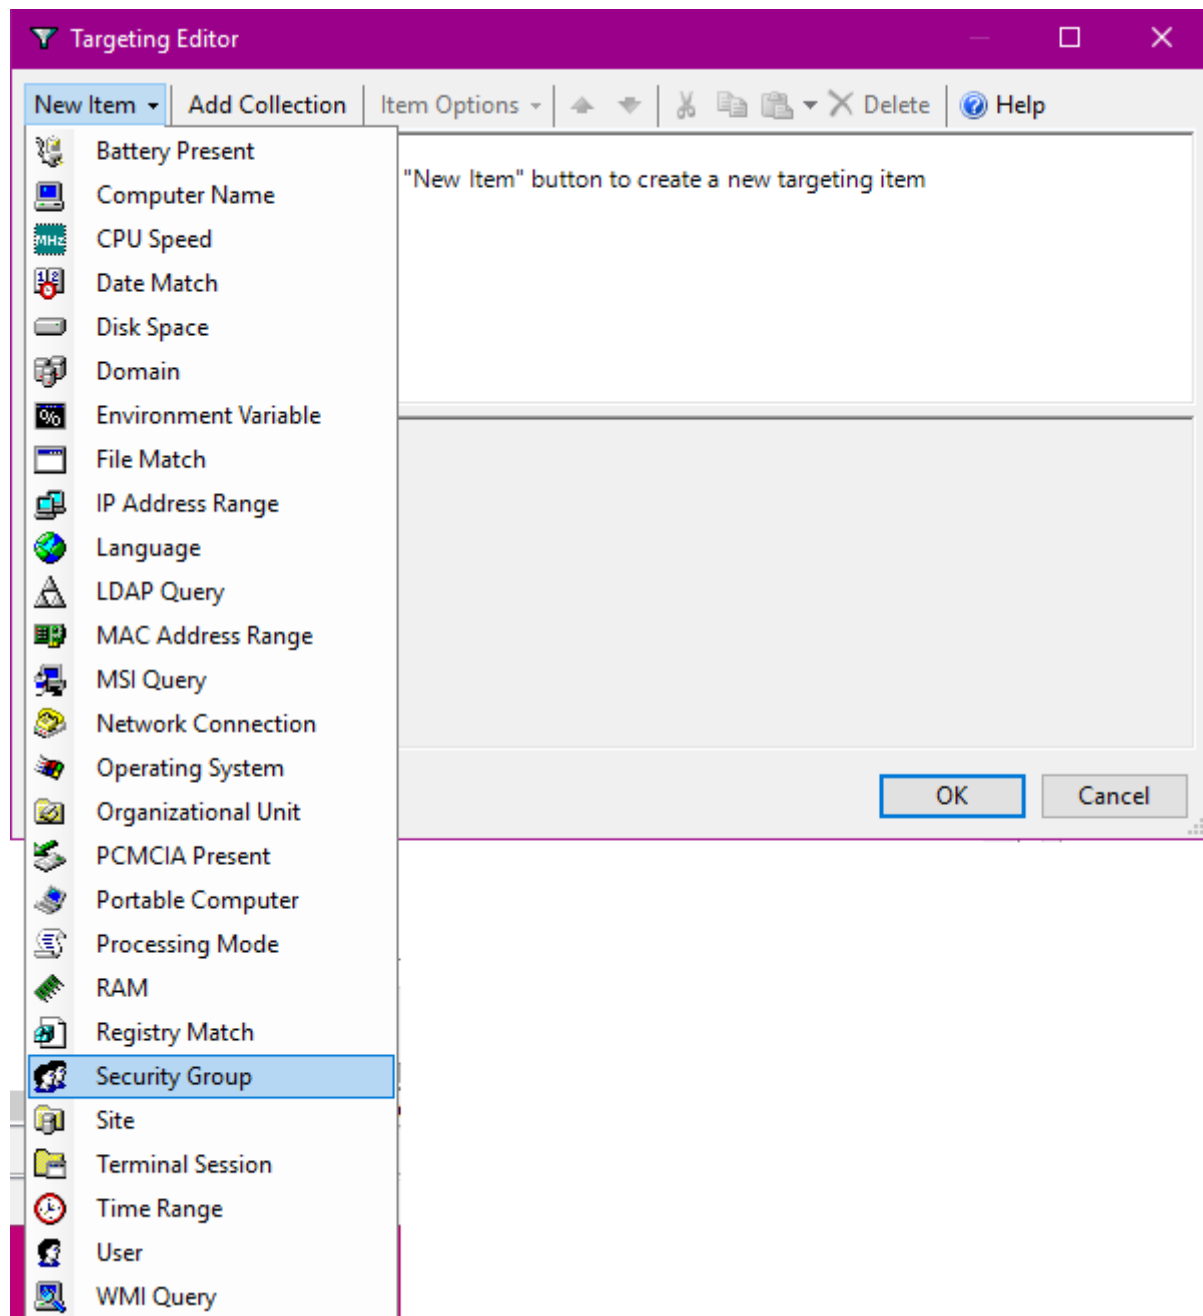 Targeting Editor
New Item Add Collection Item Options Delete Help
"New Item" button to create a new targeting item
Battery Present
Computer Name
MHz CPU Speed
Date Match
Disk Space
Domain
% Environment Variable
File Match
IP Address Range
Language
LDAP Query
MAC Address Range
MSI Query
Network Connection
Operating System
Organizational Unit
PCMCIA Present
Portable Computer
Processing Mode
RAM
Registry Match
Security Group
Site
Terminal Session
Time Range
User
WMI Query
OK Cancel